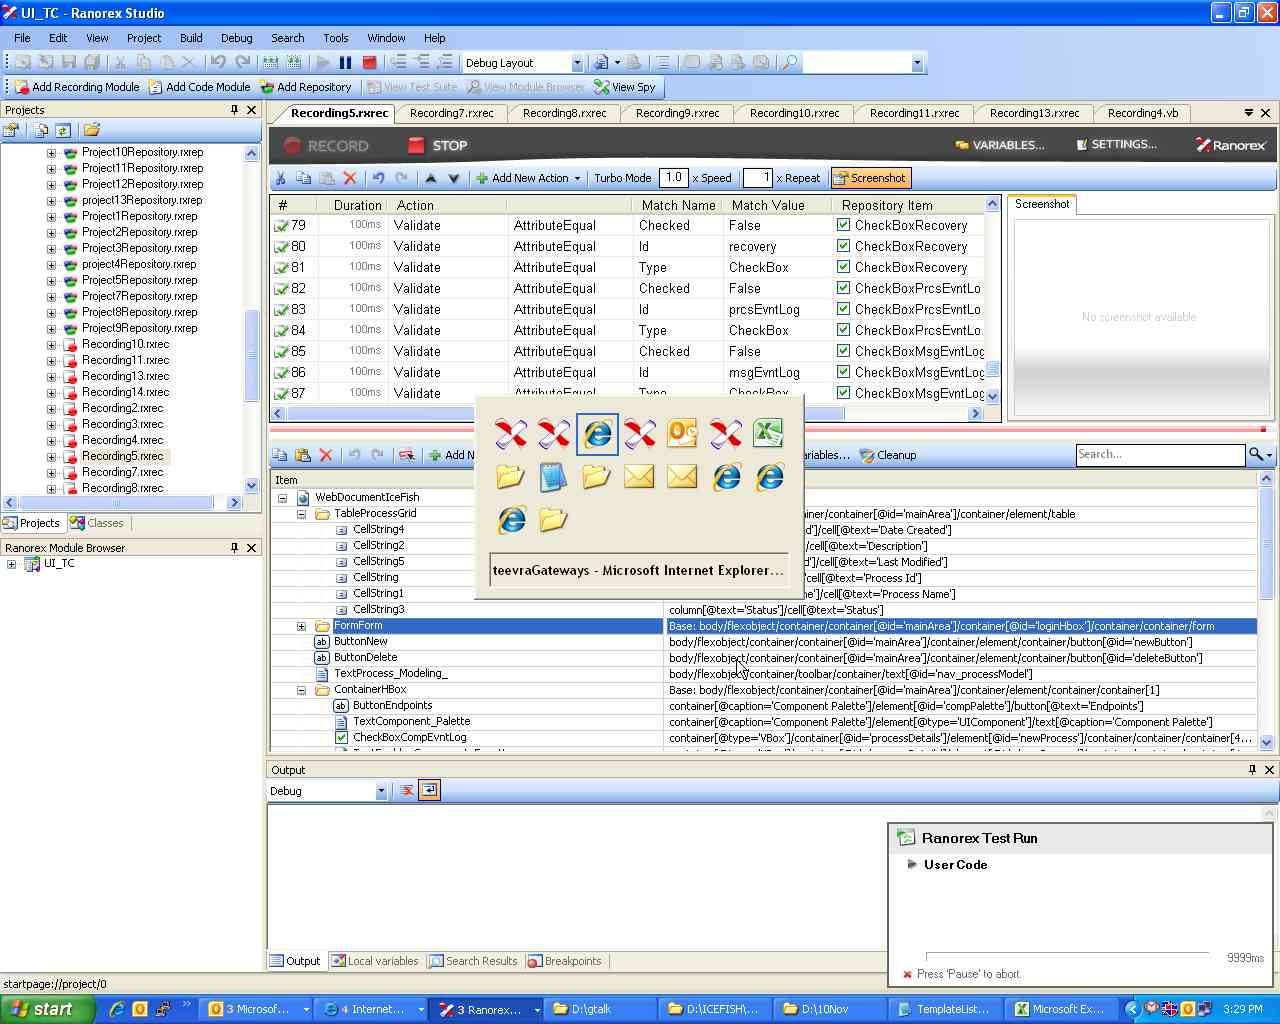 UI_TC - Ranorex Studio
File Edit View Project Build Debug Search Tools Window Help
Debug Layout
Add Recording Module Add Code Module Add Repository View Test Suite View Module Browser View Spy
Projects
Recording5.rxrec Recording7.rxrec Recording8.rxrec Recording9.rxrec Recording10.rxrec Recording11.rxrec Recording13.rxrec Recording4.vb
RECORD STOP VARIABLES... SETTINGS... Ranorex
Add New Action Turbo Mode 1.0 x Speed 1 x Repeat Screenshot
Project10Repository.rxrep
Project11Repository.rxrep
Project12Repository.rxrep
project13Repository.rxrep
Project1Repository.rxrep
Project2Repository.rxrep
Project3Repository.rxrep
project4Repository.rxrep
Project5Repository.rxrep
Project7Repository.rxrep
Project8Repository.rxrep
Project9Repository.rxrep
Recording10.rxrec
Recording11.rxrec
Recording13.rxrec
Recording14.rxrec
Recording2.rxrec
Recording3.rxrec
Recording4.rxrec
Recording5.rxrec
Recording7.rxrec
Recording8.rxrec
Projects Classes
Ranorex Module Browser
UI_TC
# Duration Action Match Name Match Value Repository Item
79 100ms Validate AttributeEqual Checked False CheckBoxRecovery
80 100ms Validate AttributeEqual Id recovery CheckBoxRecovery
81 100ms Validate AttributeEqual Type CheckBox CheckBoxRecovery
82 100ms Validate AttributeEqual Checked False CheckBoxPrcsEvntLo
83 100ms Validate AttributeEqual Id prcsEvntLog CheckBoxPrcsEvntLo
84 100ms Validate AttributeEqual Type CheckBox CheckBoxPrcsEvntLo
85 100ms Validate AttributeEqual Checked False CheckBoxMsgEvntLog
86 100ms Validate AttributeEqual Id msgEvntLog CheckBoxMsgEvntLog
87 100ms Validate AttributeEqual Type CheckBox CheckBoxMsgEvntLog
Screenshot
No screenshot available
Add N ariables... Cleanup Search...
Item
WebDocumentIceFish
TableProcessGrid ontainer/container[@id='mainArea']/container/element/table
CellString4 ]/cell[@text='Date Created']
CellString2 /cell[@text='Description']
CellString5 d']/cell[@text='Last Modified']
CellString /cell[@text='Process Id']
CellString1 e']/cell[@text='Process Name']
CellString3 column[@text='Status']/cell[@text='Status']
FormForm Base: body/flexobject/container/container[@id='mainArea']/container[@id='loginHbox']/container/container/form
ButtonNew body/flexobject/container/container[@id='mainArea']/container/element/container/button[@id='newButton']
ButtonDelete body/flexobject/container/container[@id='mainArea']/container/element/container/button[@id='deleteButton']
TextProcess_Modeling_ body/flexobject/container/toolbar/container/text[@id='nav_processModel']
ContainerHBox Base: body/flexobject/container/container[@id='mainArea']/container/element/container/container[1]
ButtonEndpoints container[@caption='Component Palette']/element[@id='compPalette']/button[@text='Endpoints']
TextComponent_Palette container[@caption='Component Palette']/element[@type='UIComponent']/text[@caption='Component Palette']
CheckBoxCompEvntLog container[@type='VBox']/container[@id='processDetails']/element[@id='newProcess']/container/container[4...
teevraGateways - Microsoft Internet Explorer...
Output
Debug
Ranorex Test Run
User Code
9999ms
Press 'Pause' to abort.
Output Local variables Search Results Breakpoints
startpage://project/0
start 3 Microsof... 4 Internet... 3 Ranorex... D:\gtalk D:\ICEFISH\... D:\10Nov TemplateList... Microsoft Ex... 3:29 PM